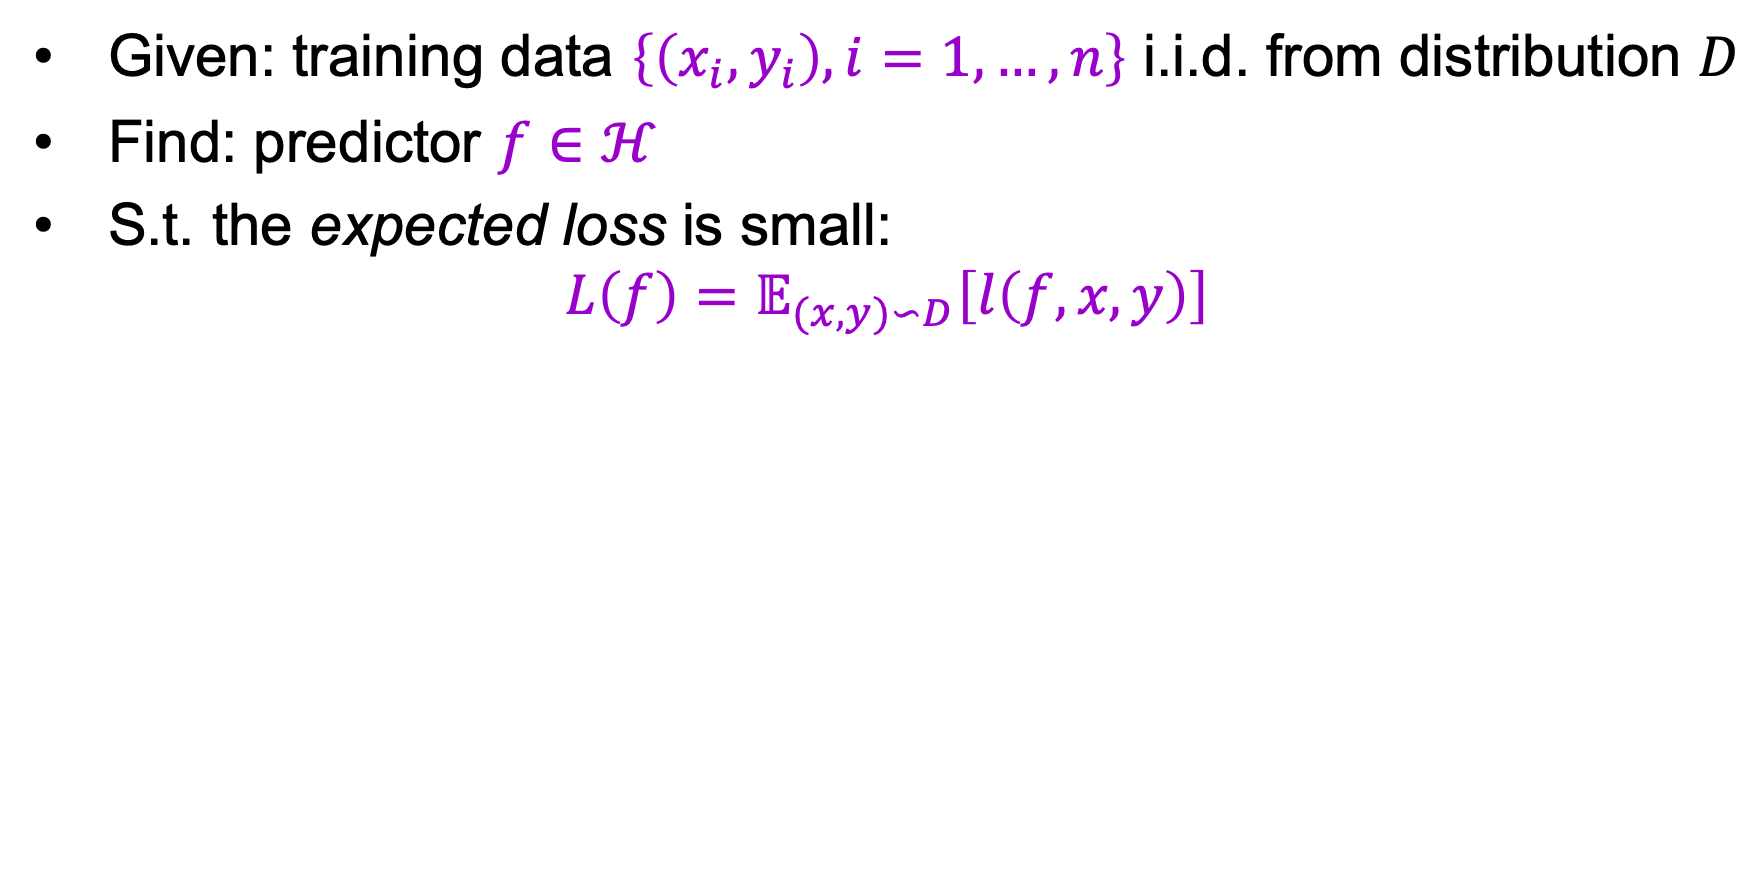 • Given: training data {(xᵢ, yᵢ), i = 1, … , n} i.i.d. from distribution D
• Find: predictor f ∈ ℋ
• S.t. the expected loss is small:
L(f) = 𝔼₍ₓ,ᵧ₎∽D [l(f, x, y)]